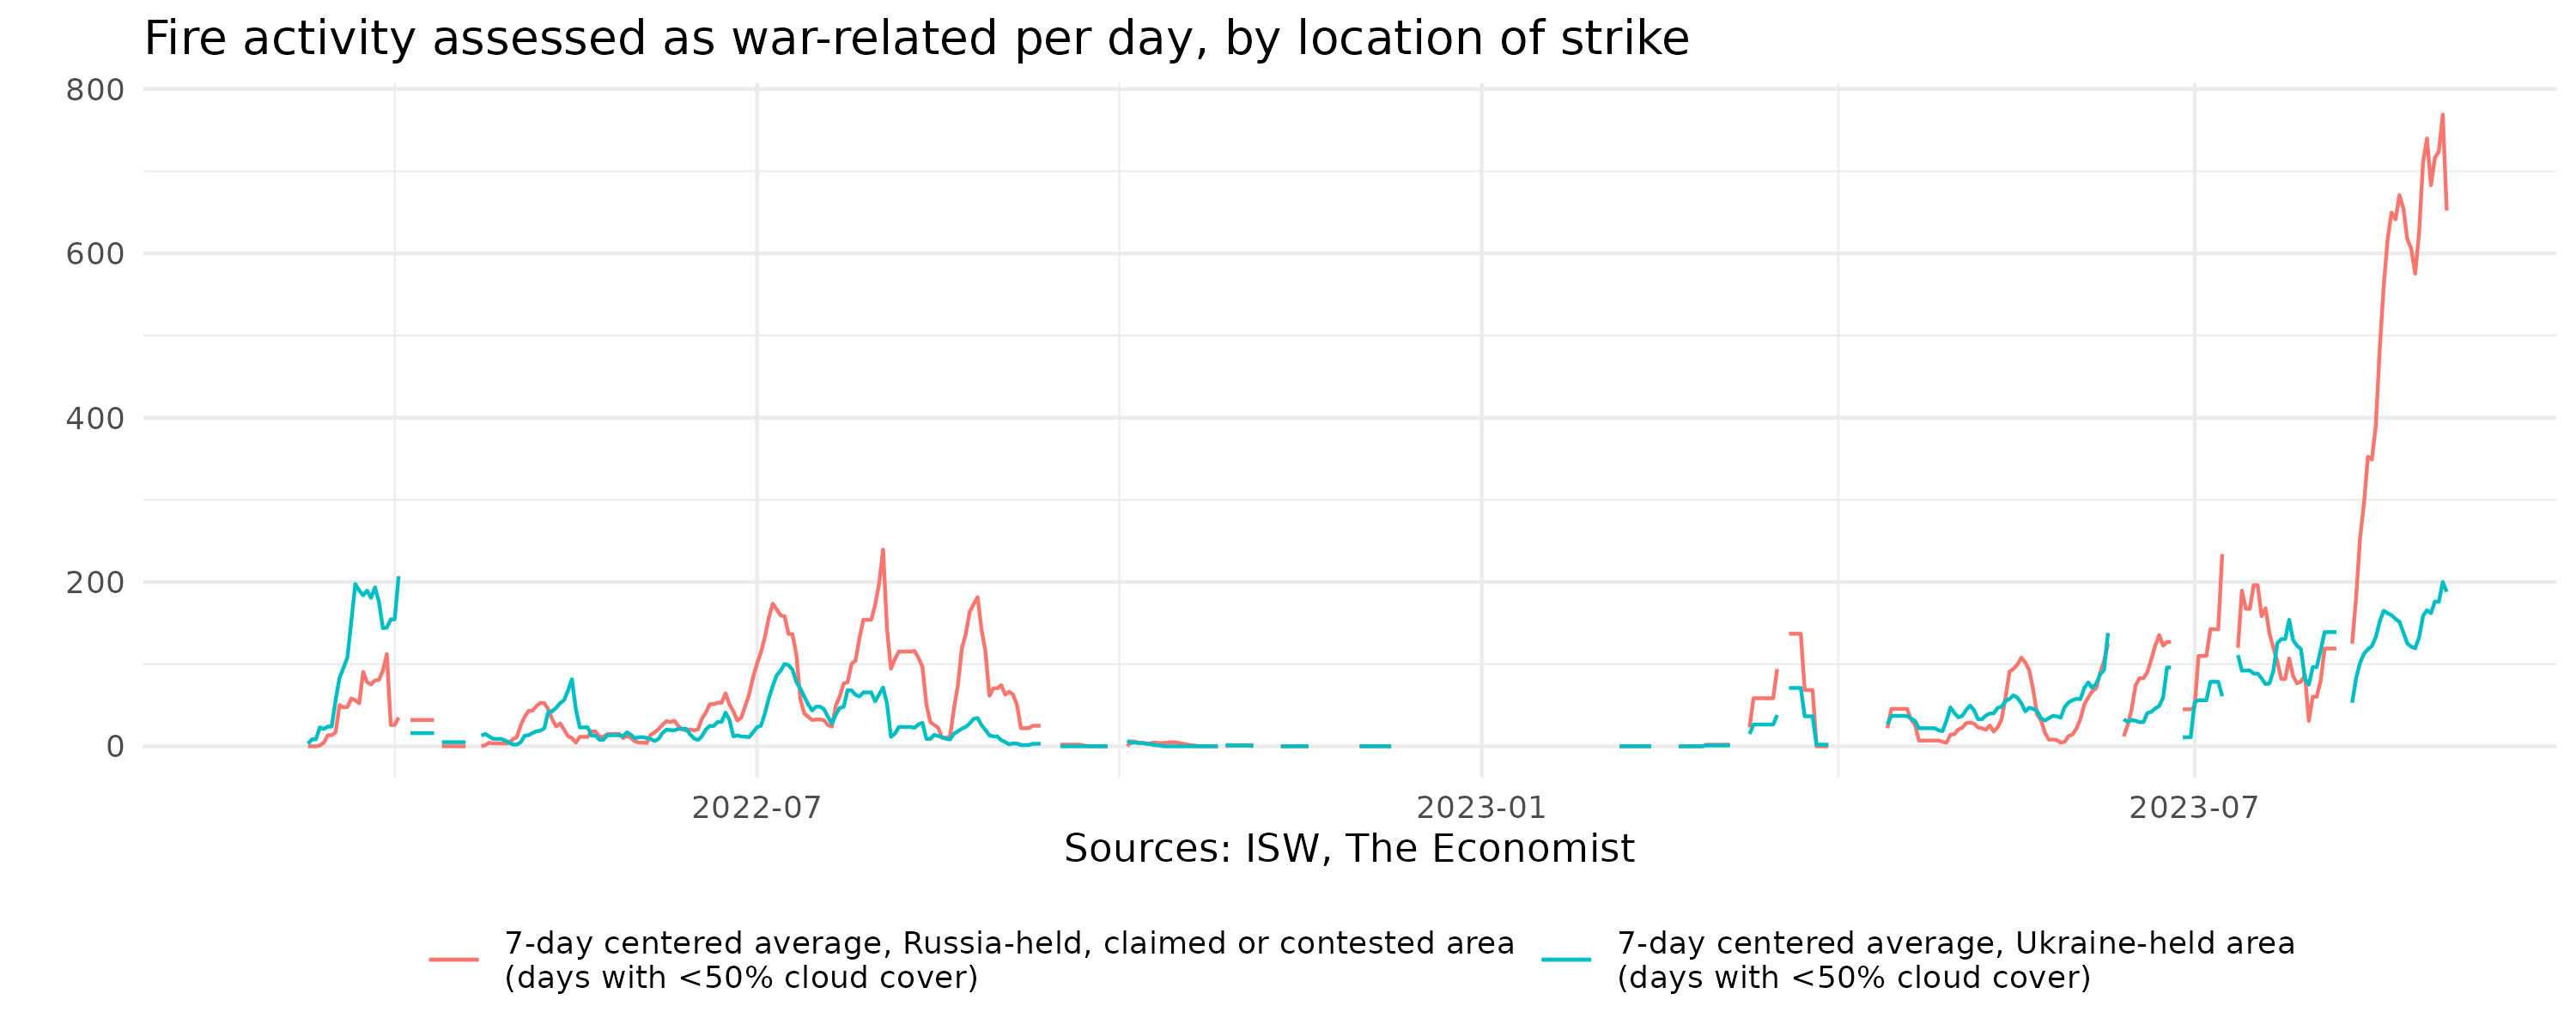 Fire activity assessed as war-related per day, by location of strike
800
600
400
200
0
2022-07
2023-01
2023-07
Sources: ISW, The Economist
7-day centered average, Russia-held, claimed or contested area
(days with <50% cloud cover)
7-day centered average, Ukraine-held area
(days with <50% cloud cover)